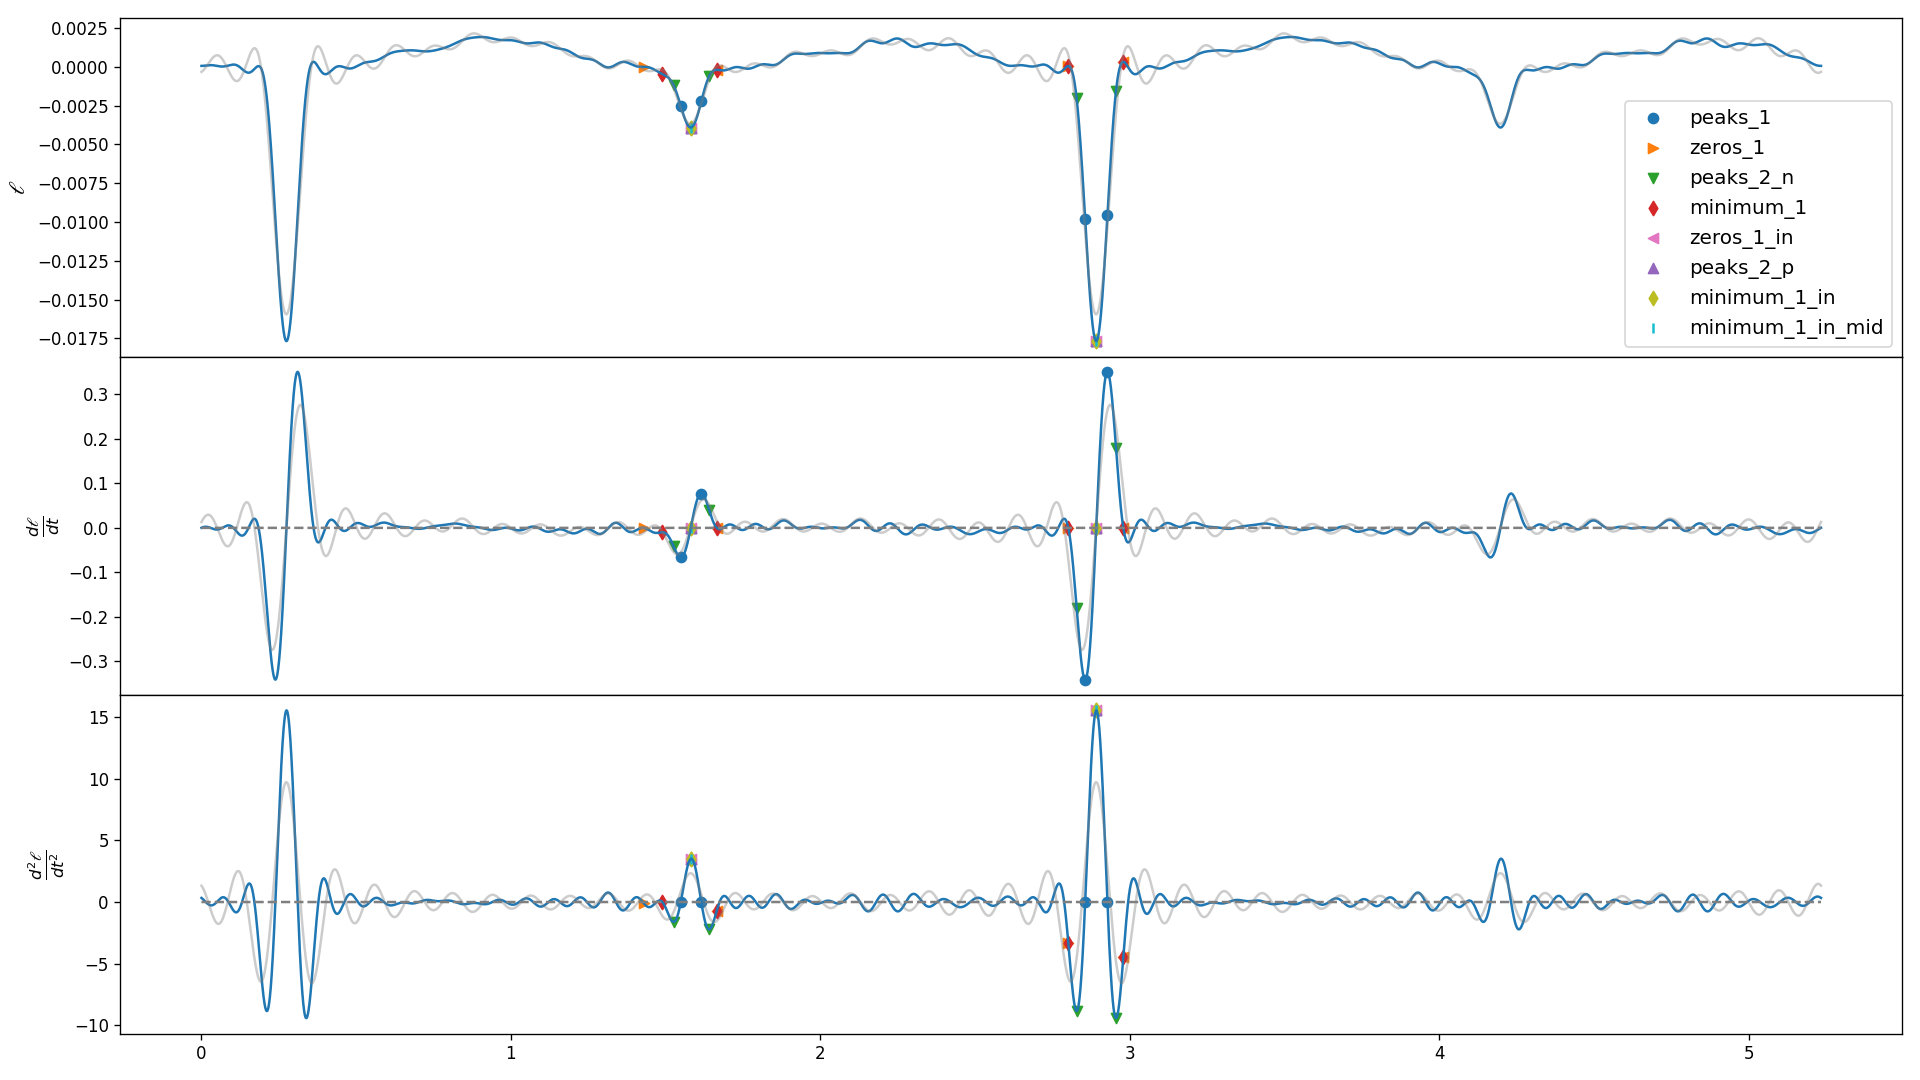 0.0025
0.0000
−0.0025
−0.0050
−0.0075
−0.0100
−0.0125
−0.0150
−0.0175
ℓ
peaks_1
zeros_1
peaks_2_n
minimum_1
zeros_1_in
peaks_2_p
minimum_1_in
minimum_1_in_mid
0.3
0.2
0.1
0.0
−0.1
−0.2
−0.3
dℓ
dt
15
10
5
0
−5
−10
d²ℓ
dt²
0 1 2 3 4 5